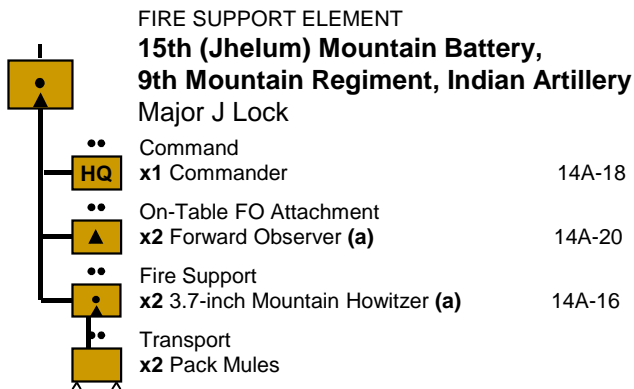 FIRE SUPPORT ELEMENT
15th (Jhelum) Mountain Battery,
9th Mountain Regiment, Indian Artillery
Major J Lock
Command
HQ x1 Commander 14A-18
On-Table FO Attachment
x2 Forward Observer (a) 14A-20
Fire Support
x2 3.7-inch Mountain Howitzer (a) 14A-16
Transport
x2 Pack Mules